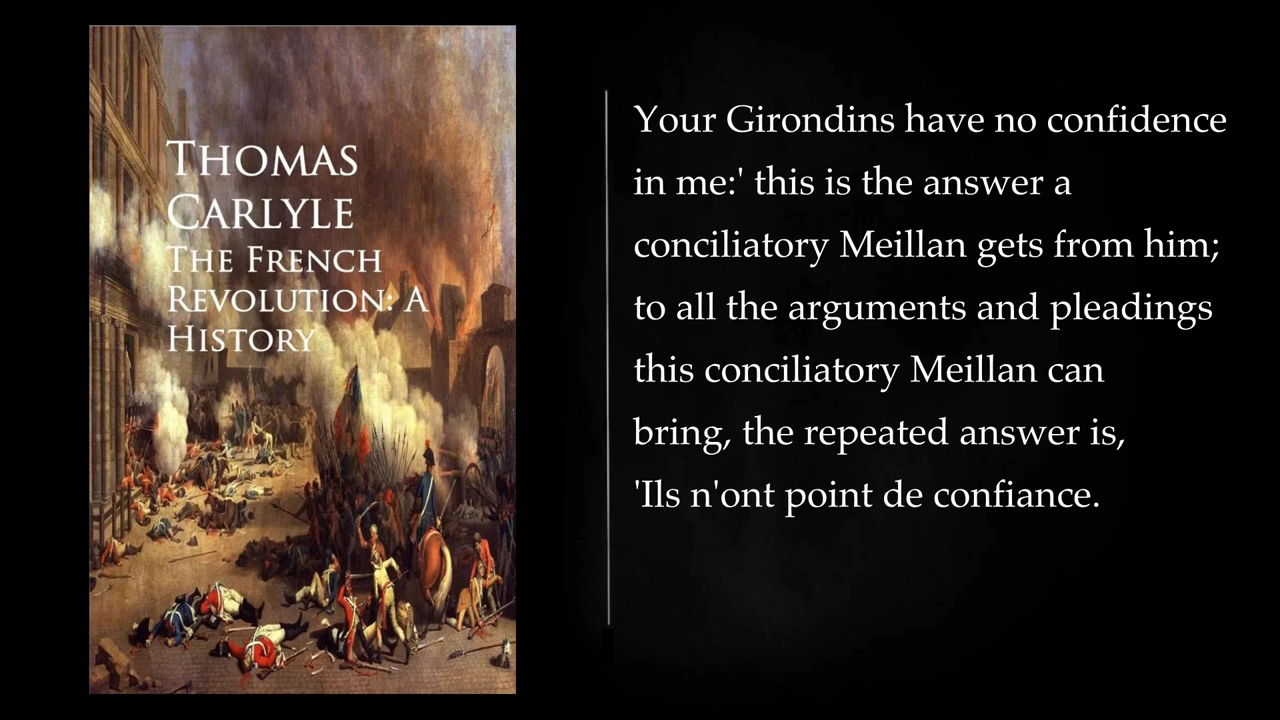 THOMAS
CARLYLE
THE FRENCH
REVOLUTION: A
HISTORY
Your Girondins have no confidence
in me:' this is the answer a
conciliatory Meillan gets from him;
to all the arguments and pleadings
this conciliatory Meillan can
bring, the repeated answer is,
'Ils n'ont point de confiance.